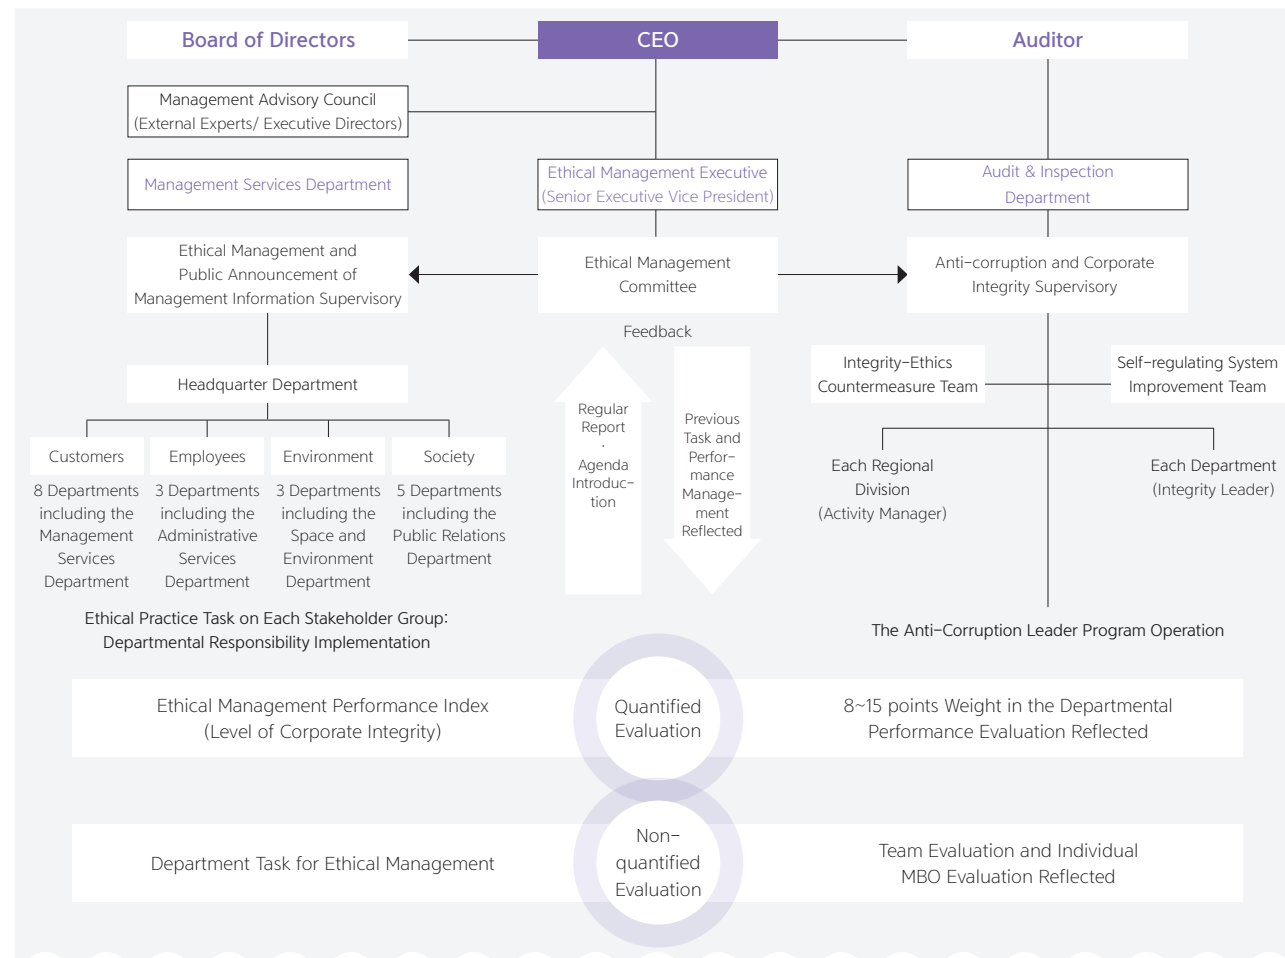 Board of Directors
CEO
Auditor
Management Advisory Council
(External Experts/ Executive Directors)
Management Services Department
Ethical Management Executive
(Senior Executive Vice President)
Audit & Inspection
Department
Ethical Management and
Public Announcement of
Management Information Supervisory
Ethical Management
Committee
Anti-corruption and Corporate
Integrity Supervisory
Feedback
Headquarter Department
Integrity-Ethics
Countermeasure Team
Self-regulating System
Improvement Team
Regular
Report
·
Agenda
Introduc-
tion
Previous
Task and
Perfor-
mance
Manage-
ment
Reflected
Customers
Employees
Environment
Society
8 Departments
including the
Management
Services
Department
3 Departments
including the
Administrative
Services
Department
3 Departments
including the
Space and
Environment
Department
5 Departments
including the
Public Relations
Department
Each Regional
Division
(Activity Manager)
Each Department
(Integrity Leader)
Ethical Practice Task on Each Stakeholder Group:
Departmental Responsibility Implementation
The Anti-Corruption Leader Program Operation
Ethical Management Performance Index
(Level of Corporate Integrity)
Quantified
Evaluation
8~15 points Weight in the Departmental
Performance Evaluation Reflected
Department Task for Ethical Management
Non-
quantified
Evaluation
Team Evaluation and Individual
MBO Evaluation Reflected